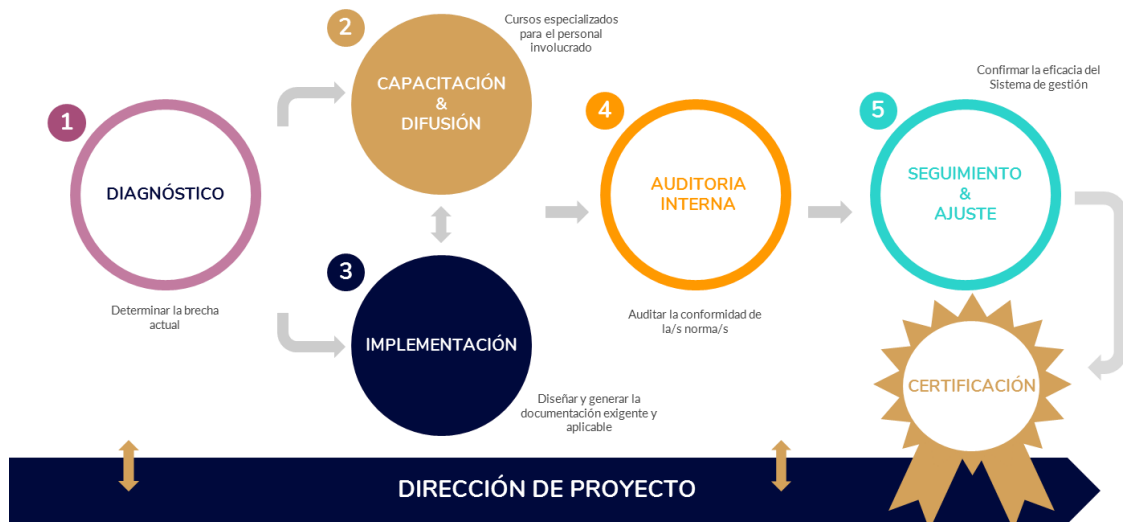 1
DIAGNÓSTICO
Determinar la brecha
actual
2
CAPACITACIÓN
&
DIFUSIÓN
Cursos especializados
para el personal
involucrado
3
IMPLEMENTACIÓN
Diseñar y generar la
documentación exigente y
aplicable
4
AUDITORIA
INTERNA
Auditar la conformidad de
la/s norma/s
5
SEGUIMIENTO
&
AJUSTE
Confirmar la eficacia del
Sistema de gestión
CERTIFICACIÓN
DIRECCIÓN DE PROYECTO